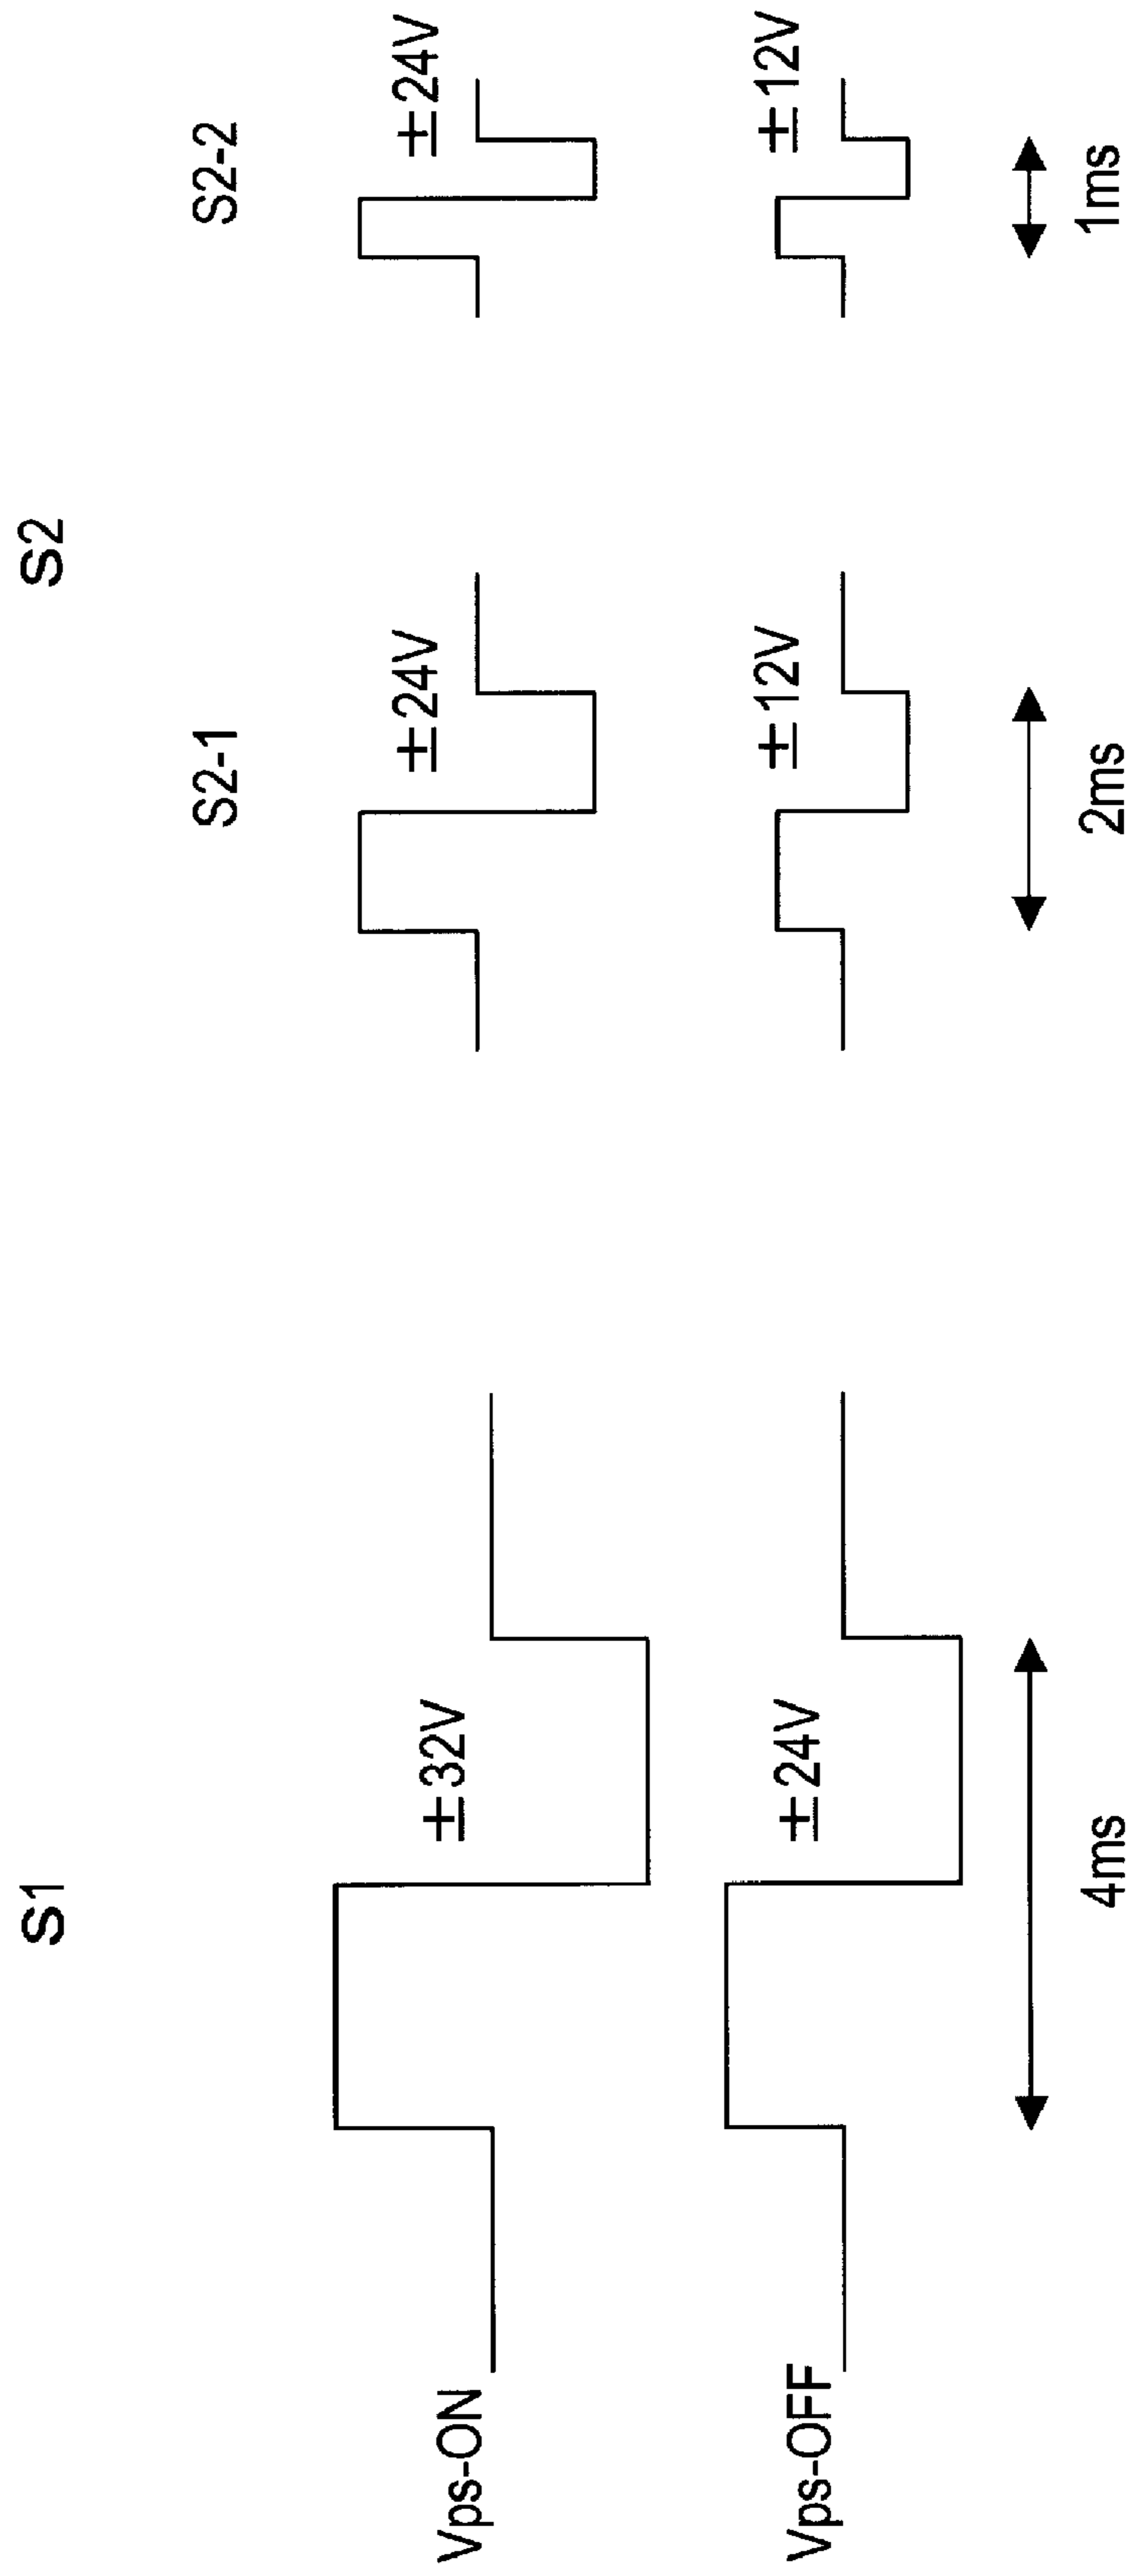 S1
S2
S2-1
S2-2
Vps-ON
±32V
±24V
±24V
Vps-OFF
±24V
±12V
±12V
4ms
2ms
1ms